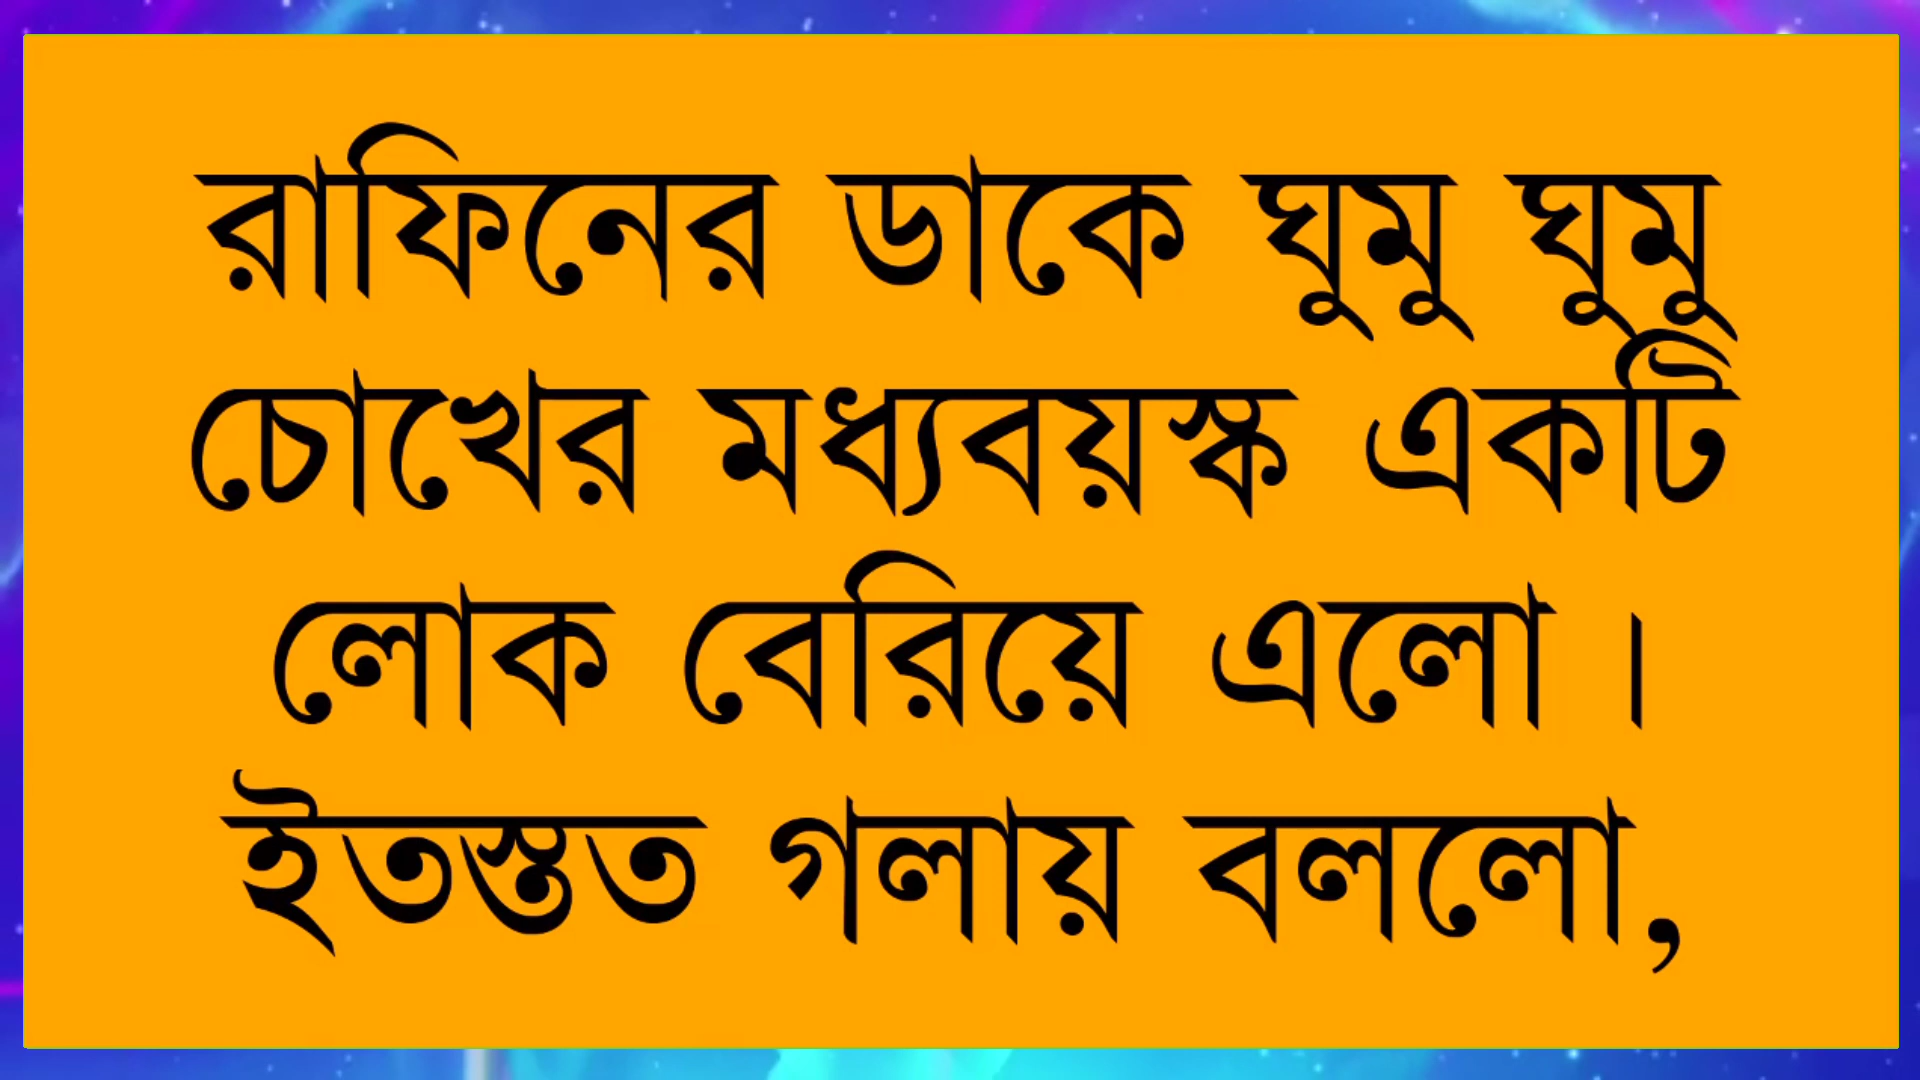 রাফিনের ডাকে ঘুমু ঘুমু
চোখের মধ্যবয়স্ক একটি
লোক বেরিয়ে এলো ।
ইতস্তত গলায় বললো,